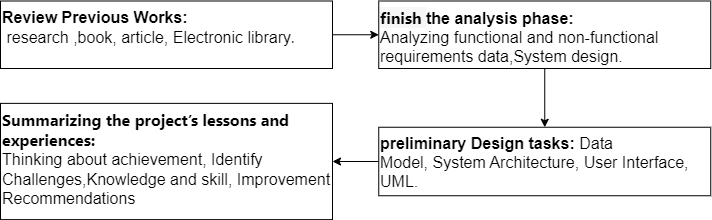 Review Previous Works:
research ,book, article, Electronic library.
finish the analysis phase:
Analyzing functional and non-functional
requirements data,System design.
preliminary Design tasks: Data
Model, System Architecture, User Interface,
UML.
Summarizing the project's lessons and
experiences:
Thinking about achievement, Identify
Challenges,Knowledge and skill, Improvement
Recommendations